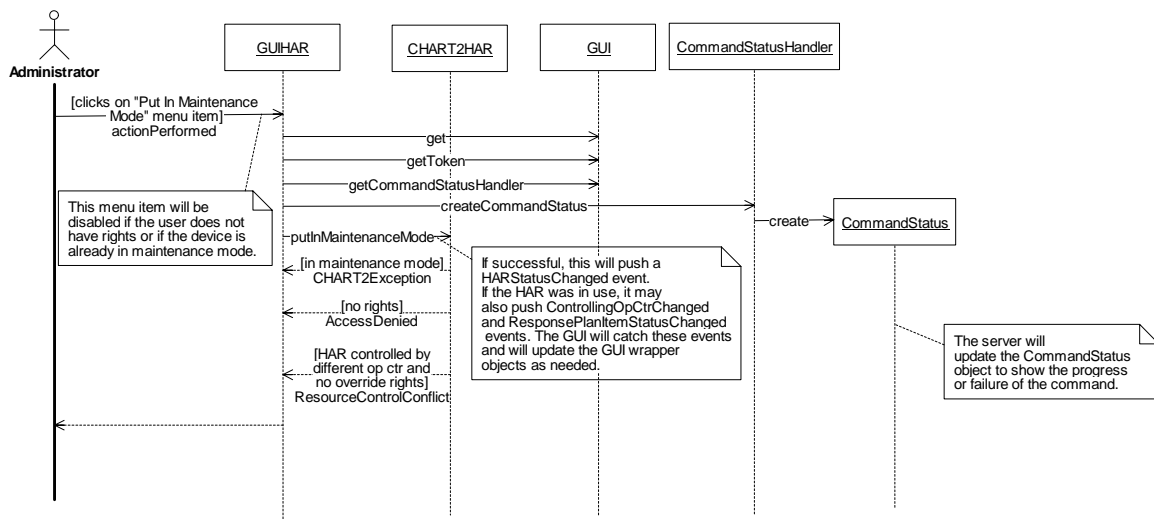 Administrator
GUIHAR
CHART2HAR
GUI
CommandStatusHandler
[clicks on "Put In Maintenance
Mode" menu item]
actionPerformed
get
getToken
getCommandStatusHandler
createCommandStatus
create
CommandStatus
This menu item will be
disabled if the user does not
have rights or if the device is
already in maintenance mode.
putInMaintenanceMode
[in maintenance mode]
CHART2Exception
[no rights]
AccessDenied
[HAR controlled by
different op ctr and
no override rights]
ResourceControlConflict
If successful, this will push a
HARStatusChanged event.
If the HAR was in use, it may
also push ControllingOpCtrChanged
and ResponsePlanItemStatusChanged
events. The GUI will catch these events
and will update the GUI wrapper
objects as needed.
The server will
update the CommandStatus
object to show the progress
or failure of the command.